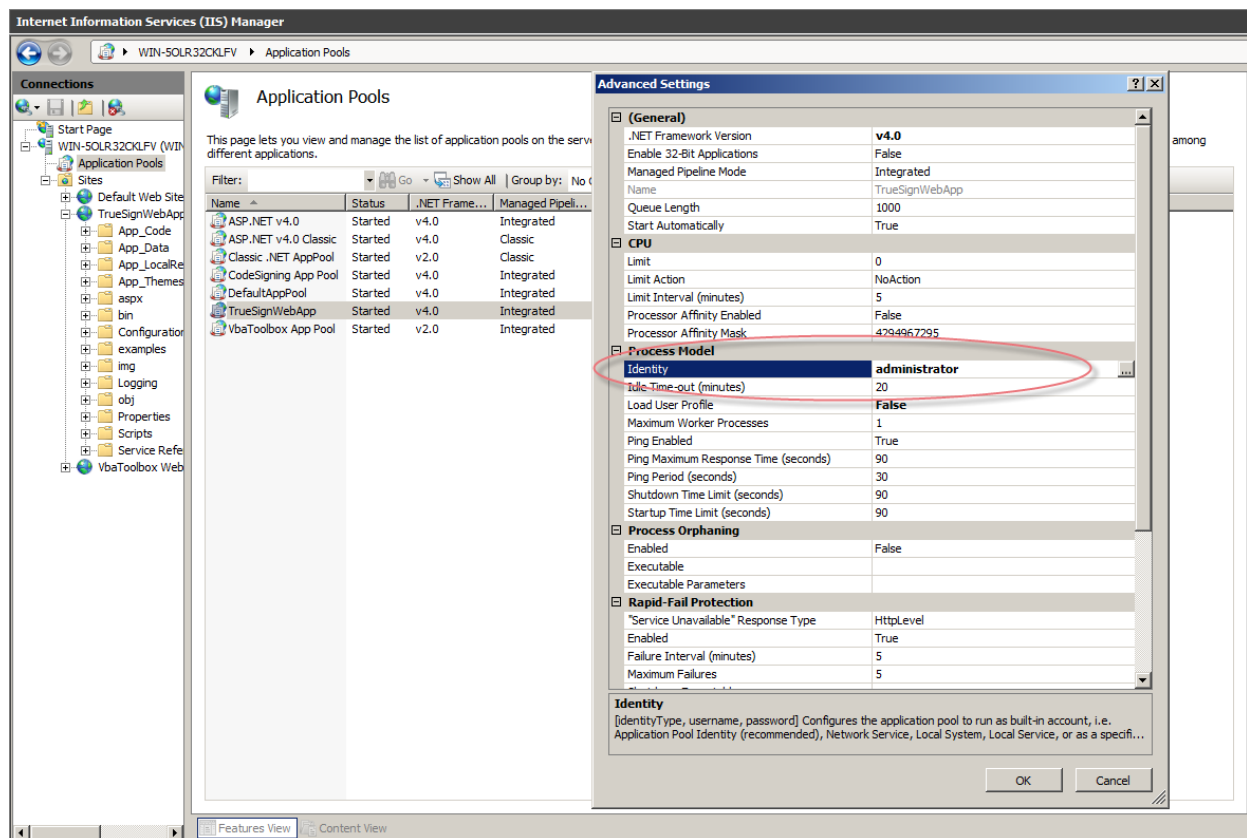 Internet Information Services (IIS) Manager
WIN-5OLR32CKLFV Application Pools
Connections
Start Page
WIN-5OLR32CKLFV (WIN
Application Pools
Sites
Default Web Site
TrueSignWebApp
App_Code
App_Data
App_LocalRe
App_Themes
aspx
bin
Configuration
examples
img
Logging
obj
Properties
Scripts
Service Refe
VbaToolbox Web
Application Pools
This page lets you view and manage the list of application pools on the serv
among
different applications.
Filter: Go Show All Group by: No
Name Status .NET Frame... Managed Pipeli...
ASP.NET v4.0 Started v4.0 Integrated
ASP.NET v4.0 Classic Started v4.0 Classic
Classic .NET AppPool Started v2.0 Classic
CodeSigning App Pool Started v4.0 Integrated
DefaultAppPool Started v4.0 Integrated
TrueSignWebApp Started v4.0 Integrated
VbaToolbox App Pool Started v2.0 Integrated
Features View Content View
Advanced Settings
(General)
.NET Framework Version v4.0
Enable 32-Bit Applications False
Managed Pipeline Mode Integrated
Name TrueSignWebApp
Queue Length 1000
Start Automatically True
CPU
Limit 0
Limit Action NoAction
Limit Interval (minutes) 5
Processor Affinity Enabled False
Processor Affinity Mask 4294967295
Process Model
Identity administrator ...
Idle Time-out (minutes) 20
Load User Profile False
Maximum Worker Processes 1
Ping Enabled True
Ping Maximum Response Time (seconds) 90
Ping Period (seconds) 30
Shutdown Time Limit (seconds) 90
Startup Time Limit (seconds) 90
Process Orphaning
Enabled False
Executable
Executable Parameters
Rapid-Fail Protection
"Service Unavailable" Response Type HttpLevel
Enabled True
Failure Interval (minutes) 5
Maximum Failures 5
Identity
[identityType, username, password] Configures the application pool to run as built-in account, i.e.
Application Pool Identity (recommended), Network Service, Local System, Local Service, or as a specifi...
OK Cancel